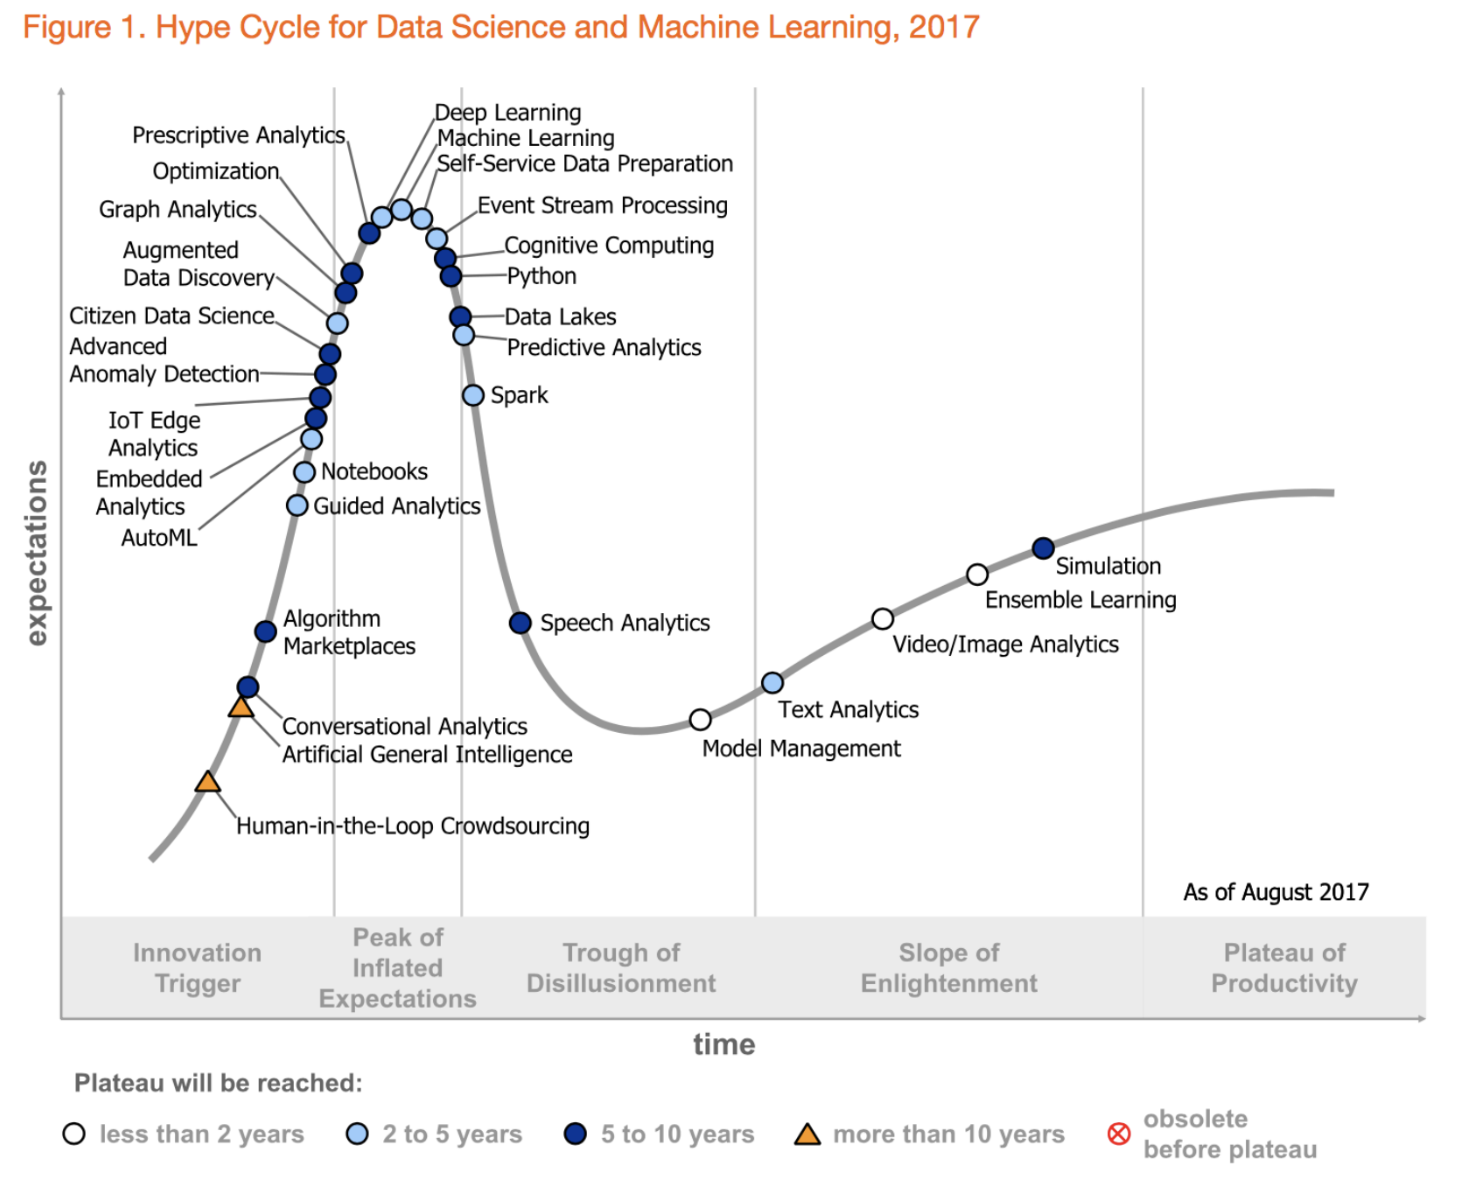 Figure 1. Hype Cycle for Data Science and Machine Learning, 2017
Deep Learning
Prescriptive Analytics
Machine Learning
Self-Service Data Preparation
Optimization
Graph Analytics
Event Stream Processing
Augmented
Data Discovery
Cognitive Computing
Python
Citizen Data Science
Data Lakes
Advanced
Anomaly Detection
Predictive Analytics
Spark
IoT Edge
Analytics
Embedded
Analytics
AutoML
Notebooks
Guided Analytics
Algorithm
Marketplaces
Speech Analytics
Simulation
Ensemble Learning
Video/Image Analytics
Text Analytics
Model Management
Conversational Analytics
Artificial General Intelligence
Human-in-the-Loop Crowdsourcing
expectations
As of August 2017
Innovation
Trigger
Peak of
Inflated
Expectations
Trough of
Disillusionment
Slope of
Enlightenment
Plateau of
Productivity
time
Plateau will be reached:
less than 2 years
2 to 5 years
5 to 10 years
more than 10 years
obsolete
before plateau